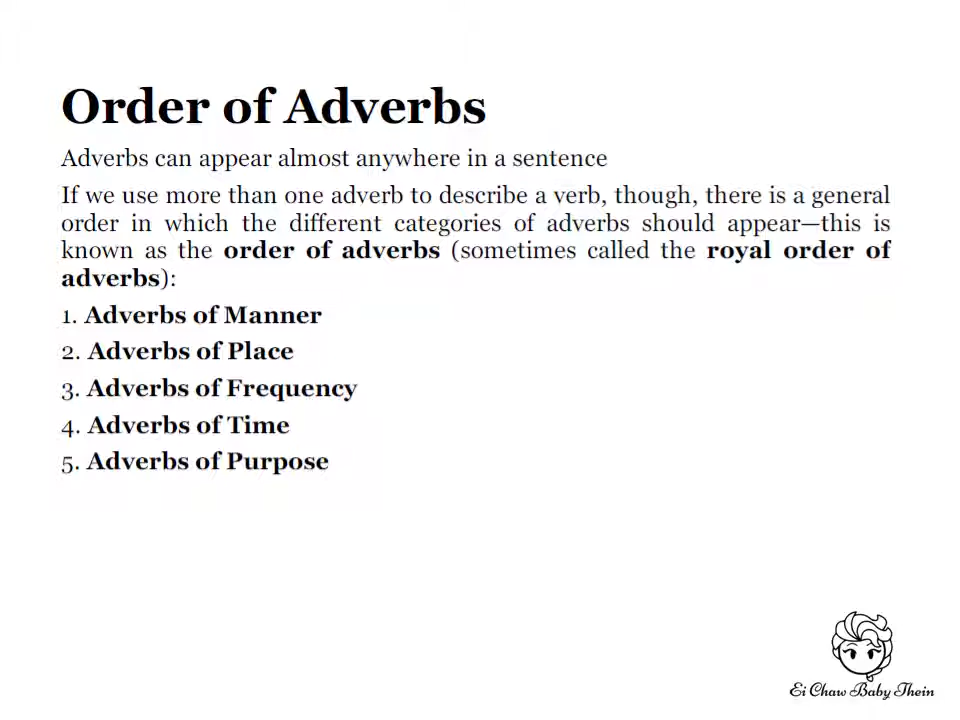 Order of Adverbs
Adverbs can appear almost anywhere in a sentence
If we use more than one adverb to describe a verb, though, there is a general
order in which the different categories of adverbs should appear—this is
known as the order of adverbs (sometimes called the royal order of
adverbs):
1. Adverbs of Manner
2. Adverbs of Place
3. Adverbs of Frequency
4. Adverbs of Time
5. Adverbs of Purpose
Ei Chaw Baby Thein